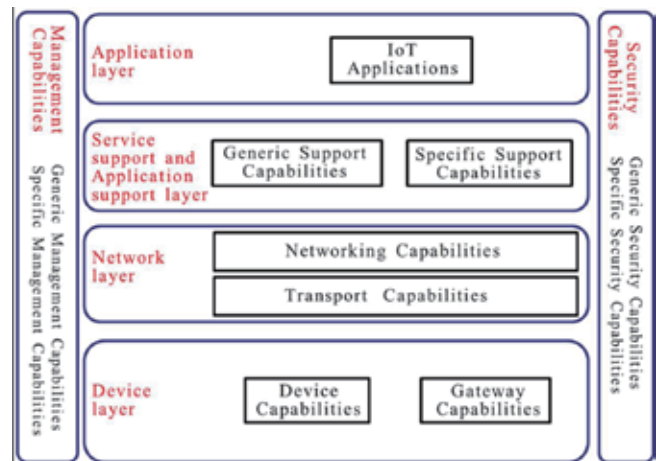 Management
Capabilities
Generic Management Capabilities
Specific Management Capabilities
Application
layer
IoT
Applications
Service
support and
Application
support layer
Generic Support
Capabilities
Specific Support
Capabilities
Network
layer
Networking Capabilities
Transport Capabilities
Device
layer
Device
Capabilities
Gateway
Capabilities
Security
Capabilities
Generic Security Capabilities
Specific Security Capabilities